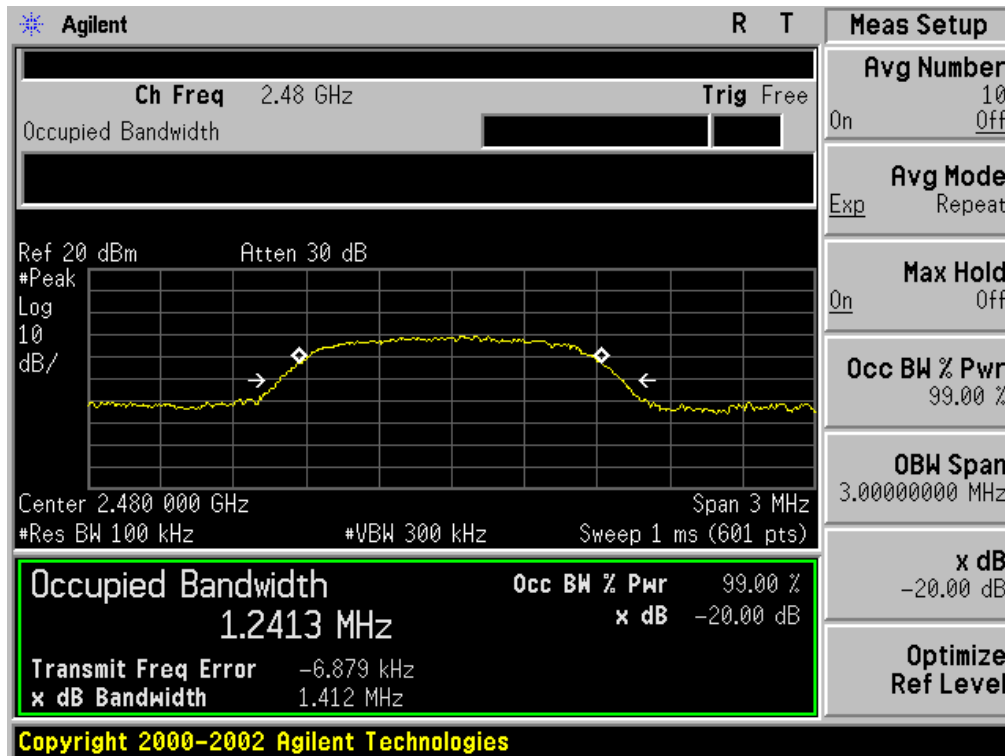 Agilent R T
Ch Freq 2.48 GHz Trig Free
Occupied Bandwidth
Ref 20 dBm Atten 30 dB
#Peak
Log
10
dB/
Center 2.480 000 GHz Span 3 MHz
#Res BW 100 kHz #VBW 300 kHz Sweep 1 ms (601 pts)
Occupied Bandwidth Occ BW % Pwr 99.00 %
1.2413 MHz x dB -20.00 dB
Transmit Freq Error -6.879 kHz
x dB Bandwidth 1.412 MHz
Copyright 2000-2002 Agilent Technologies
Meas Setup
Avg Number
10
On Off
Avg Mode
Exp Repeat
Max Hold
On Off
Occ BW % Pwr
99.00 %
OBW Span
3.00000000 MHz
x dB
-20.00 dB
Optimize
Ref Level